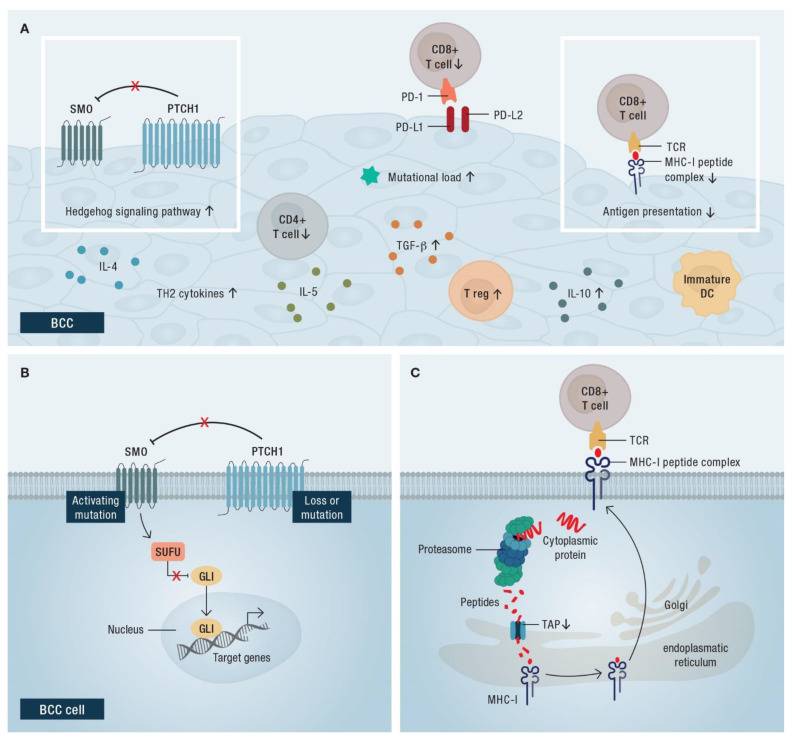 A
SMO
PTCH1
Hedgehog signaling pathway ↑
CD8+
T cell ↓
PD-1
PD-L1
PD-L2
Mutational load ↑
CD8+
T cell
TCR
MHC-I peptide
complex ↓
Antigen presentation ↓
CD4+
T cell ↓
TGF-β ↑
IL-4
TH2 cytokines ↑
IL-5
T reg ↑
IL-10 ↑
Immature
DC
BCC
B
SMO
PTCH1
Activating
mutation
Loss or
mutation
SUFU
GLI
Nucleus
GLI
Target genes
BCC cell
C
CD8+
T cell
TCR
MHC-I peptide complex
Proteasome
Cytoplasmic
protein
Peptides
TAP ↓
Golgi
endoplasmatic
reticulum
MHC-I